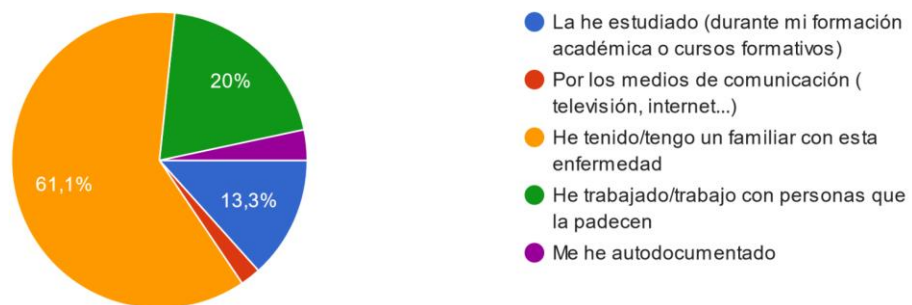 20%
61,1%
13,3%
La he estudiado (durante mi formación
académica o cursos formativos)
Por los medios de comunicación (
televisión, internet...)
He tenido/tengo un familiar con esta
enfermedad
He trabajado/trabajo con personas que
la padecen
Me he autodocumentado